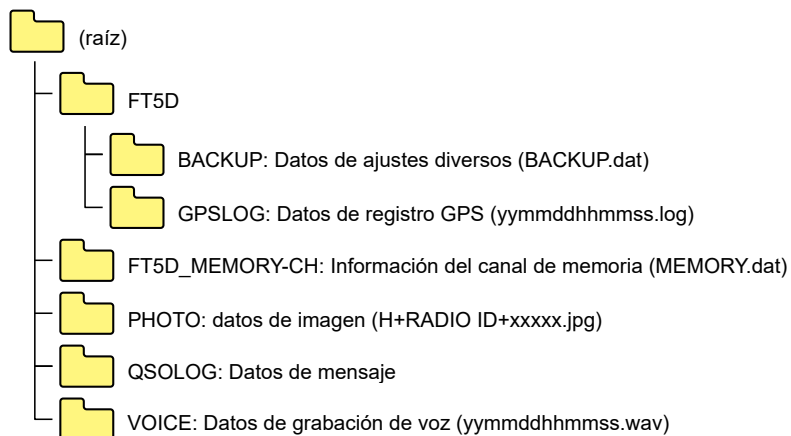 (raíz)
FT5D
BACKUP: Datos de ajustes diversos (BACKUP.dat)
GPSLOG: Datos de registro GPS (yymmddhhmmss.log)
FT5D_MEMORY-CH: Información del canal de memoria (MEMORY.dat)
PHOTO: datos de imagen (H+RADIO ID+xxxxx.jpg)
QSOLOG: Datos de mensaje
VOICE: Datos de grabación de voz (yymmddhhmmss.wav)